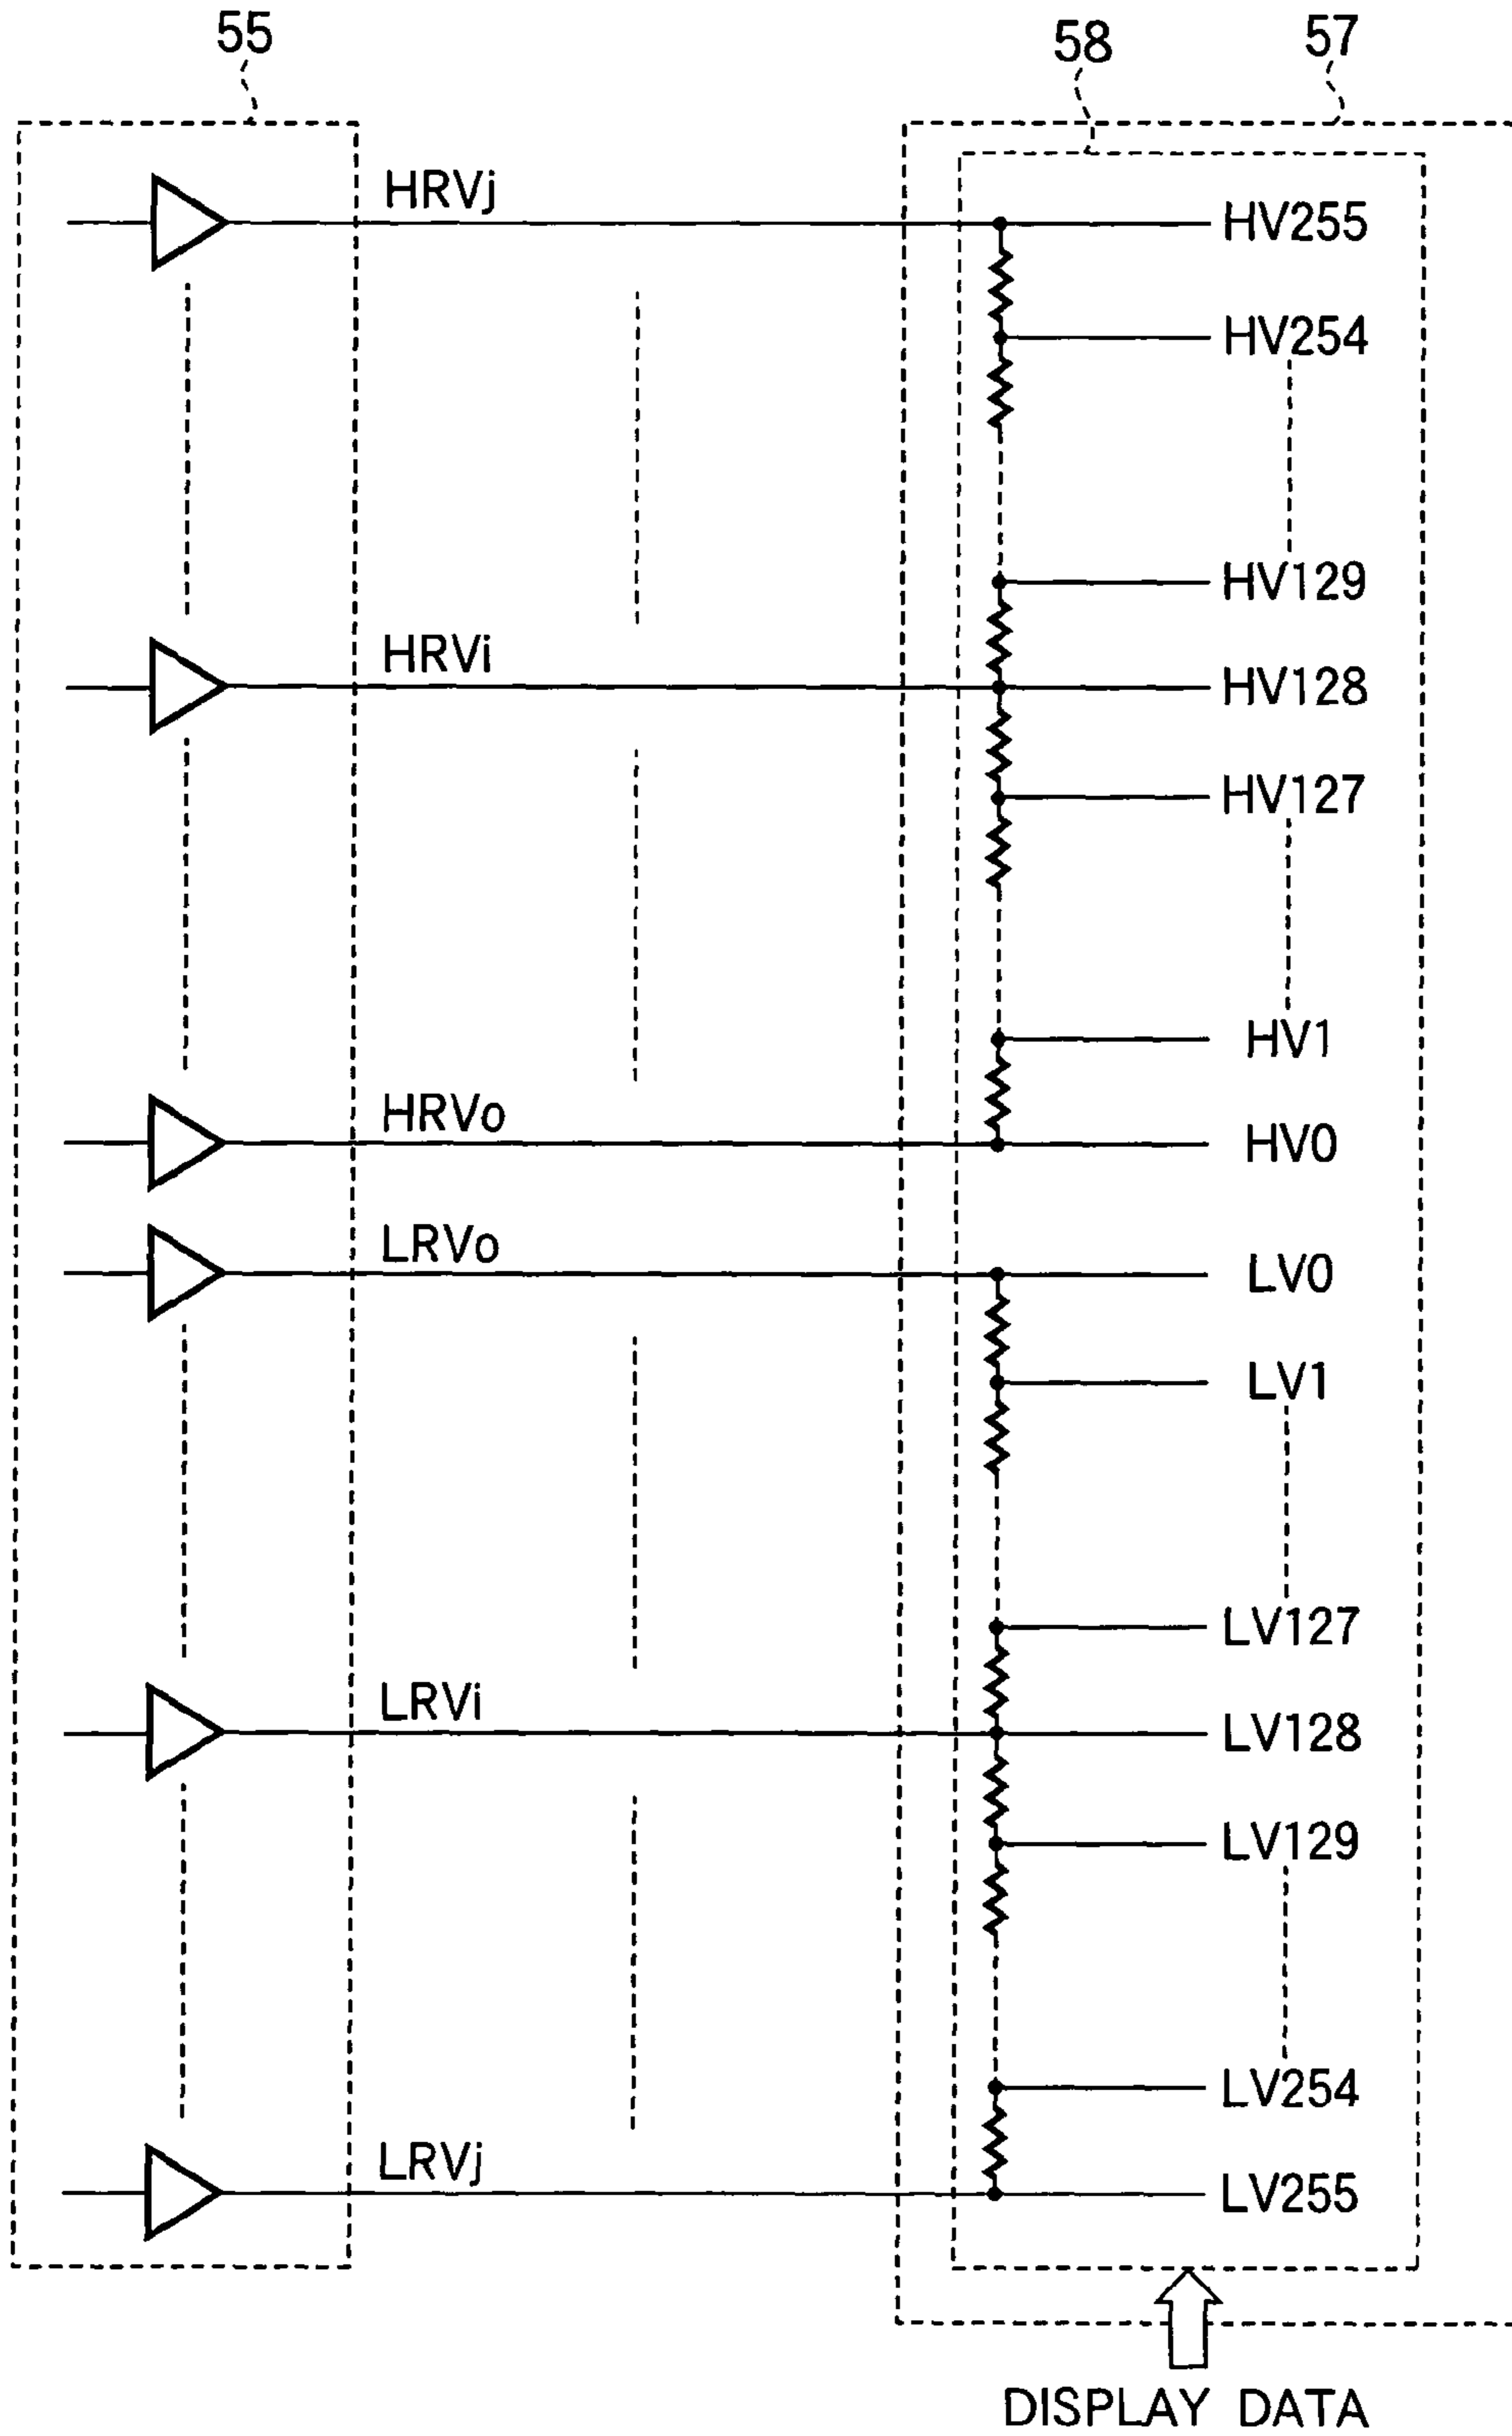 55
58
57
HRVj
HV255
HV254
HV129
HRVi
HV128
HV127
HV1
HRVo
HV0
LRVo
LV0
LV1
LV127
LRVi
LV128
LV129
LV254
LRVj
LV255
DISPLAY DATA